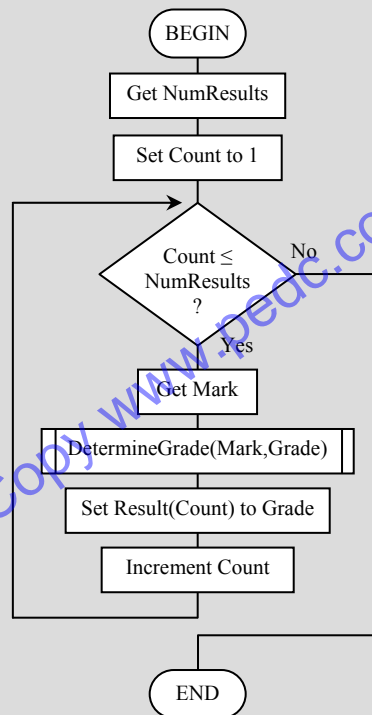 BEGIN
Get NumResults
Set Count to 1
Count ≤
NumResults
?
No
Yes
Get Mark
DetermineGrade(Mark,Grade)
Set Result(Count) to Grade
Increment Count
END
Copy www.pedc.co